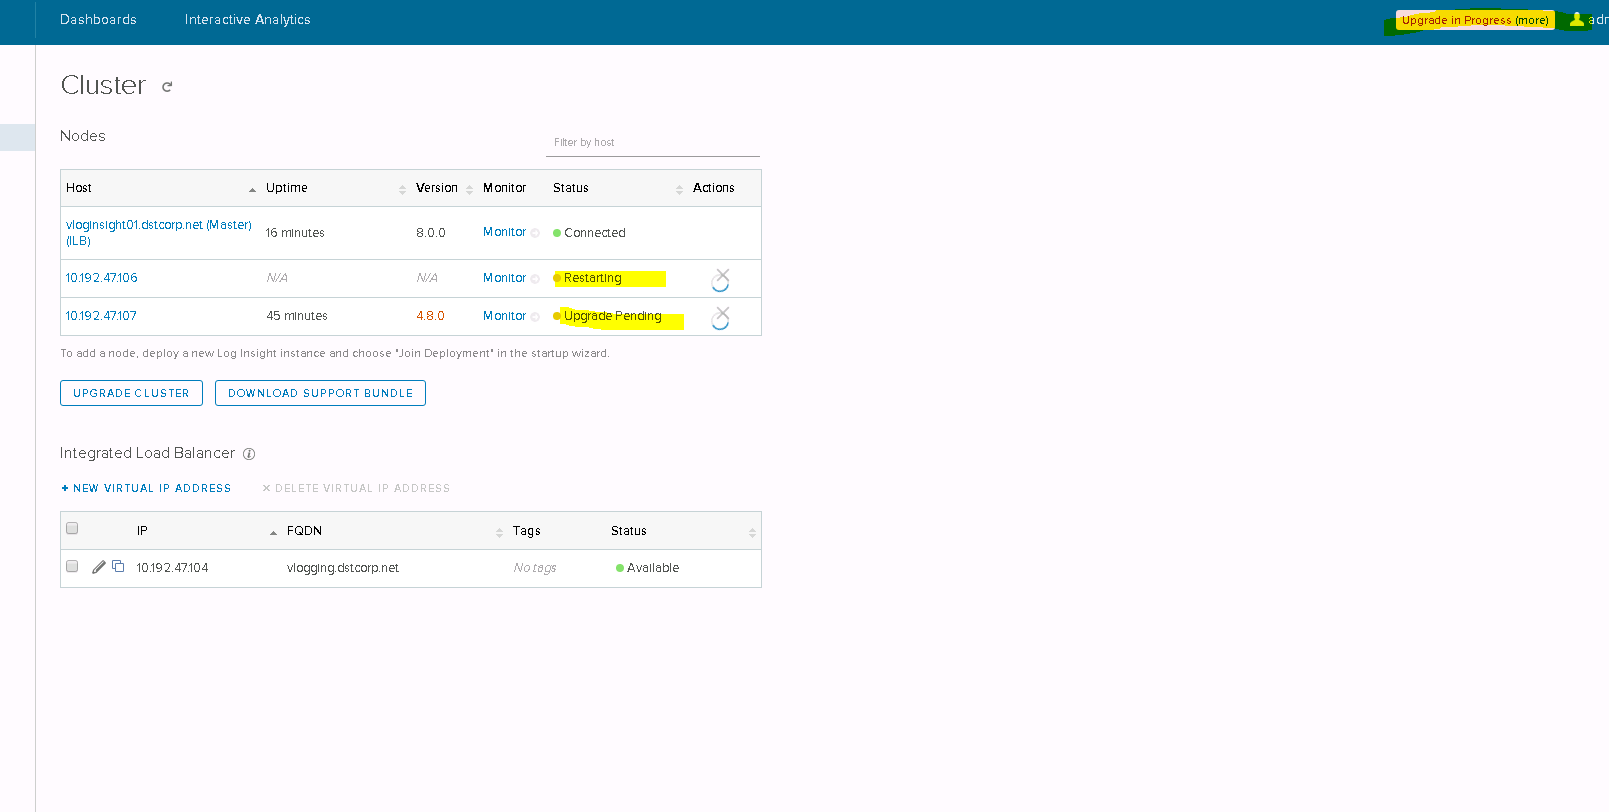 Dashboards Interactive Analytics Upgrade in Progress (more) adm
Cluster
Nodes
Filter by host
Host Uptime Version Monitor Status Actions
vloginsight01.dstcorp.net (Master)
(ILB)
16 minutes 8.0.0 Monitor Connected
10.192.47.106 N/A N/A Monitor Restarting
10.192.47.107 45 minutes 4.8.0 Monitor Upgrade Pending
To add a node, deploy a new Log Insight instance and choose "Join Deployment" in the startup wizard.
UPGRADE CLUSTER DOWNLOAD SUPPORT BUNDLE
Integrated Load Balancer
+ NEW VIRTUAL IP ADDRESS × DELETE VIRTUAL IP ADDRESS
IP FQDN Tags Status
10.192.47.104 vlogging.dstcorp.net No tags Available